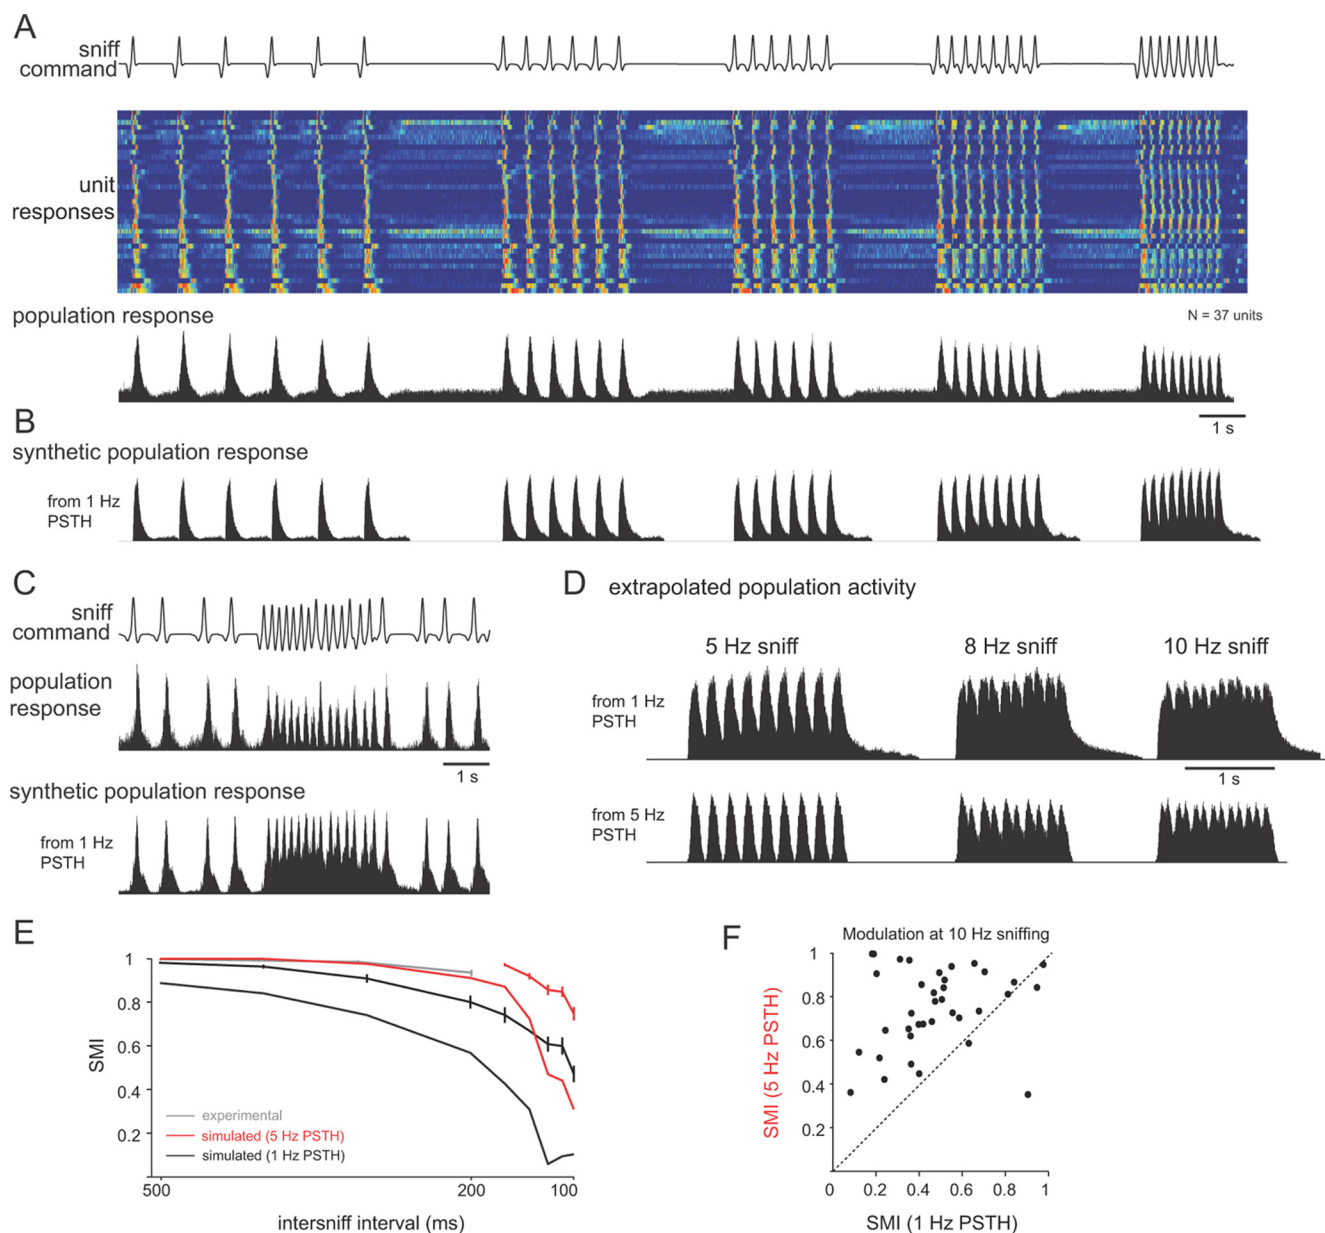 A
sniff
command
unit
responses
population response
N = 37 units
1 s
B
synthetic population response
from 1 Hz
PSTH
C
sniff
command
population
response
1 s
synthetic population response
from 1 Hz
PSTH
D
extrapolated population activity
5 Hz sniff
8 Hz sniff
10 Hz sniff
from 1 Hz
PSTH
1 s
from 5 Hz
PSTH
E
1
0.8
0.6
0.4
0.2
SMI
experimental
simulated (5 Hz PSTH)
simulated (1 Hz PSTH)
500
200
100
intersniff interval (ms)
F
Modulation at 10 Hz sniffing
1
0.8
0.6
0.4
0.2
SMI (5 Hz PSTH)
0
0.2
0.4
0.6
0.8
1
SMI (1 Hz PSTH)